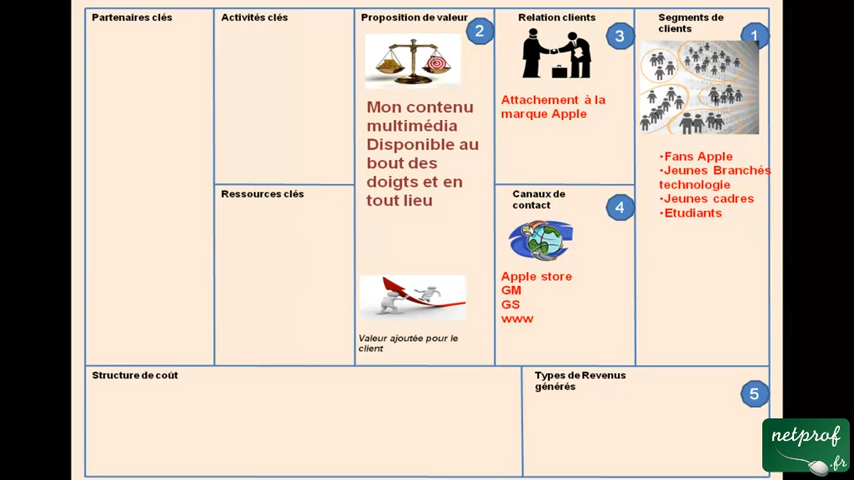 Partenaires clés
Activités clés
Proposition de valeur
2
Mon contenu
multimédia
Disponible au
bout des
doigts et en
tout lieu
Valeur ajoutée pour le
client
Relation clients
3
Attachement à la
marque Apple
Segments de
clients
1
•Fans Apple
•Jeunes Branchés
technologie
•Jeunes cadres
•Etudiants
Ressources clés
Canaux de
contact
4
Apple store
GM
GS
www
Structure de coût
Types de Revenus
générés
5
netprof
.fr